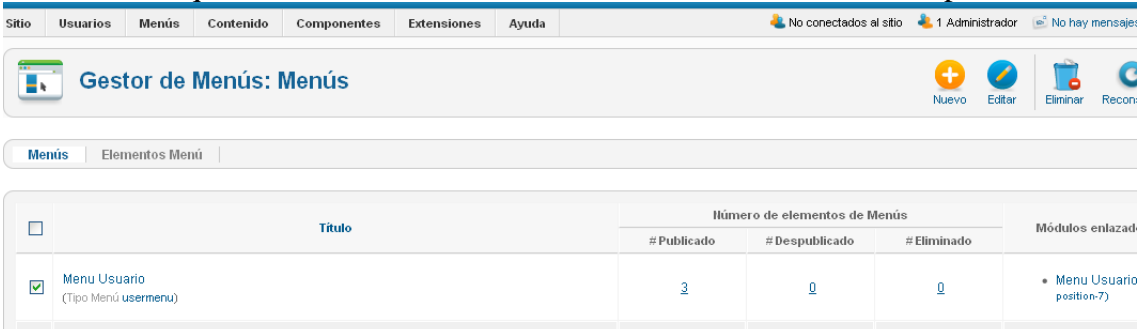 Sitio Usuarios Menús Contenido Componentes Extensiones Ayuda No conectados al sitio 1 Administrador No hay mensajes
Gestor de Menús: Menús
Nuevo Editar Eliminar
Menús Elementos Menú
Título Número de elementos de Menús Módulos
#Publicado #Despublicado #Eliminado
Menu Usuario 3 0 0 • Menu Usuario
(Tipo Menú usermenu) position-7)